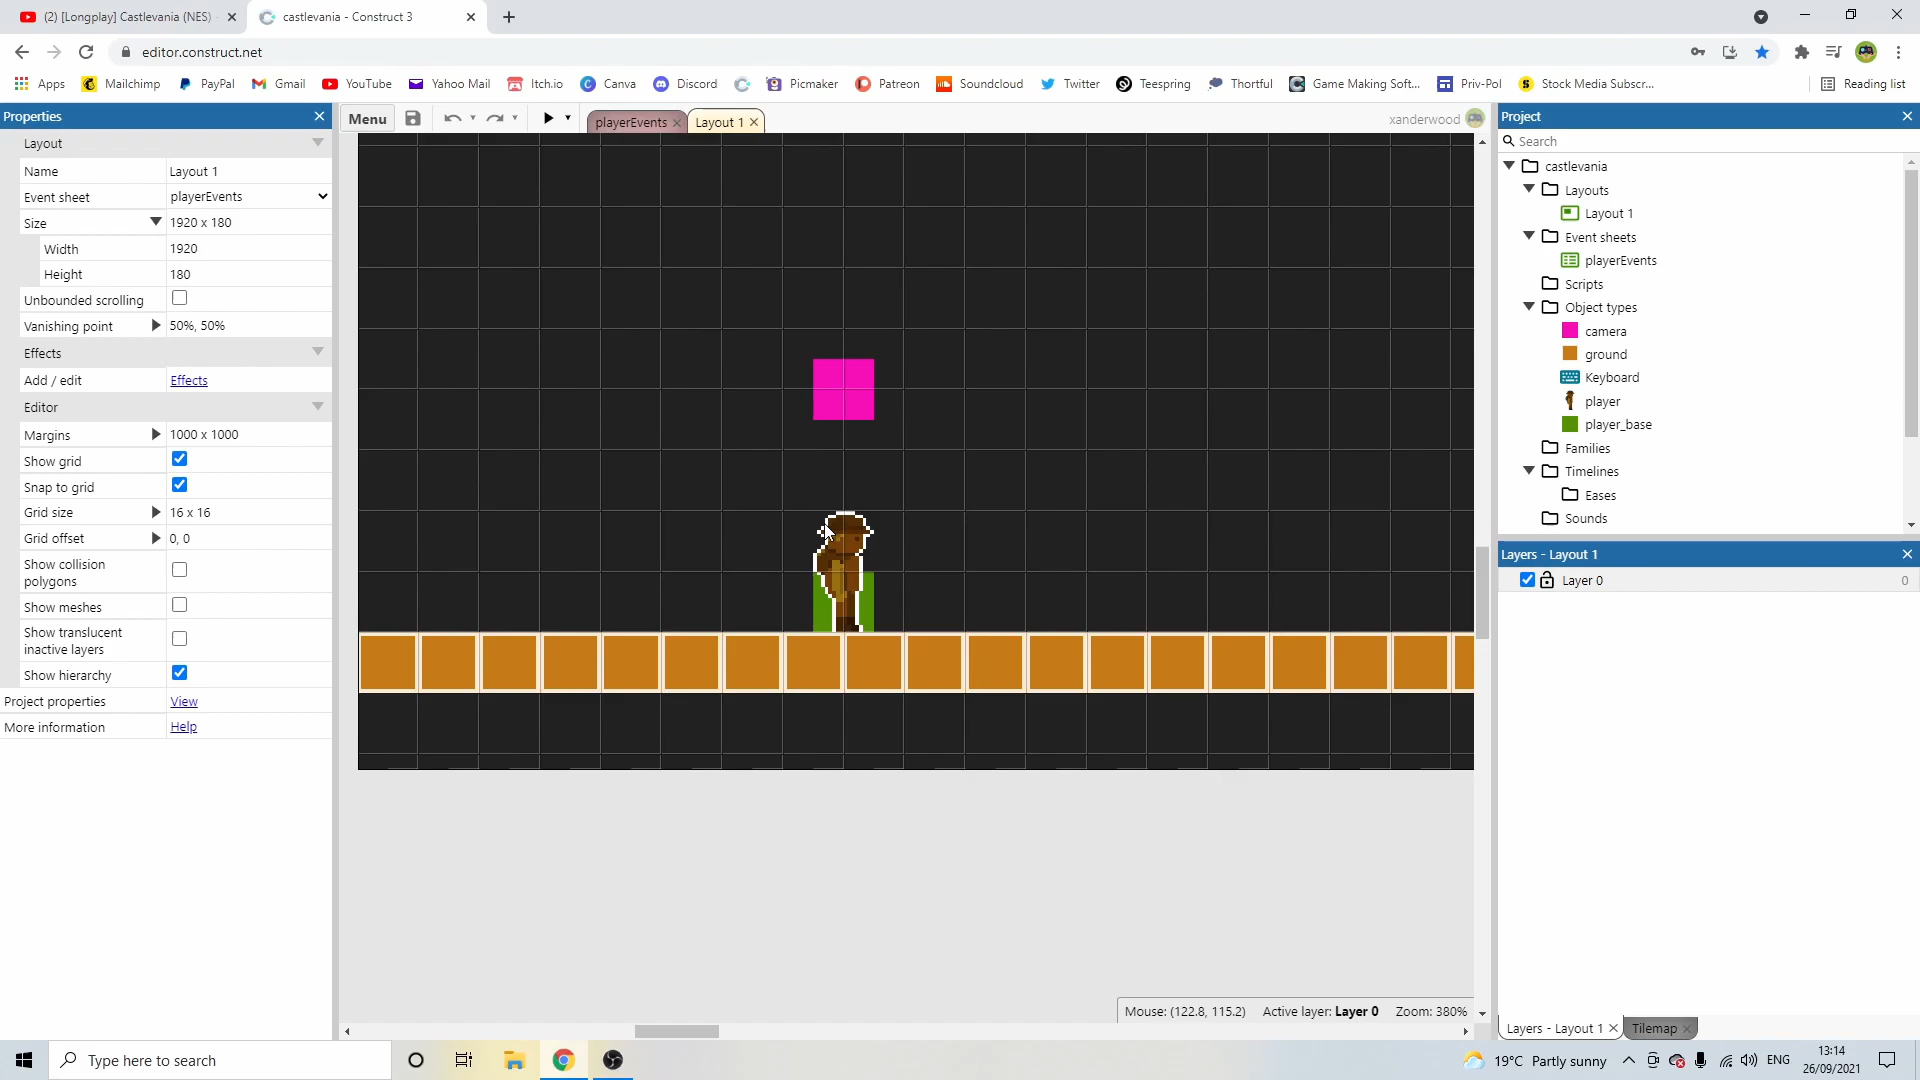 (2) [Longplay] Castlevania (NES)
castlevania - Construct 3
editor.construct.net
Apps
Mailchimp
PayPal
Gmail
YouTube
Yahoo Mail
Itch.io
Canva
Discord
Picmaker
Patreon
Soundcloud
Twitter
Teespring
Thortful
Game Making Soft...
Priv-Pol
Stock Media Subscr...
Reading list
Properties
Layout
Name
Layout 1
Event sheet
playerEvents
Size
1920 x 180
Width
1920
Height
180
Unbounded scrolling
Vanishing point
50%, 50%
Effects
Add / edit
Effects
Editor
Margins
1000 x 1000
Show grid
Snap to grid
Grid size
16 x 16
Grid offset
0, 0
Show collision
polygons
Show meshes
Show translucent
inactive layers
Show hierarchy
Project properties
View
More information
Help
Menu
playerEvents
Layout 1
xanderwood
Mouse: (122.8, 115.2)
Active layer: Layer 0
Zoom: 380%
Project
Search
castlevania
Layouts
Layout 1
Event sheets
playerEvents
Scripts
Object types
camera
ground
Keyboard
player
player_base
Families
Timelines
Eases
Sounds
Layers - Layout 1
Layer 0
0
Layers - Layout 1
Tilemap
Type here to search
19°C Partly sunny
ENG
13:14
26/09/2021